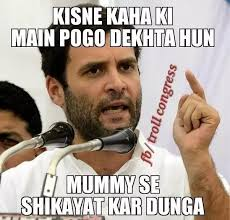 KISNE KAHA KI
MAIN POGO DEKHTA HUN
fb/ troll congress
MUMMY SE
SHIKAYAT KAR DUNGA